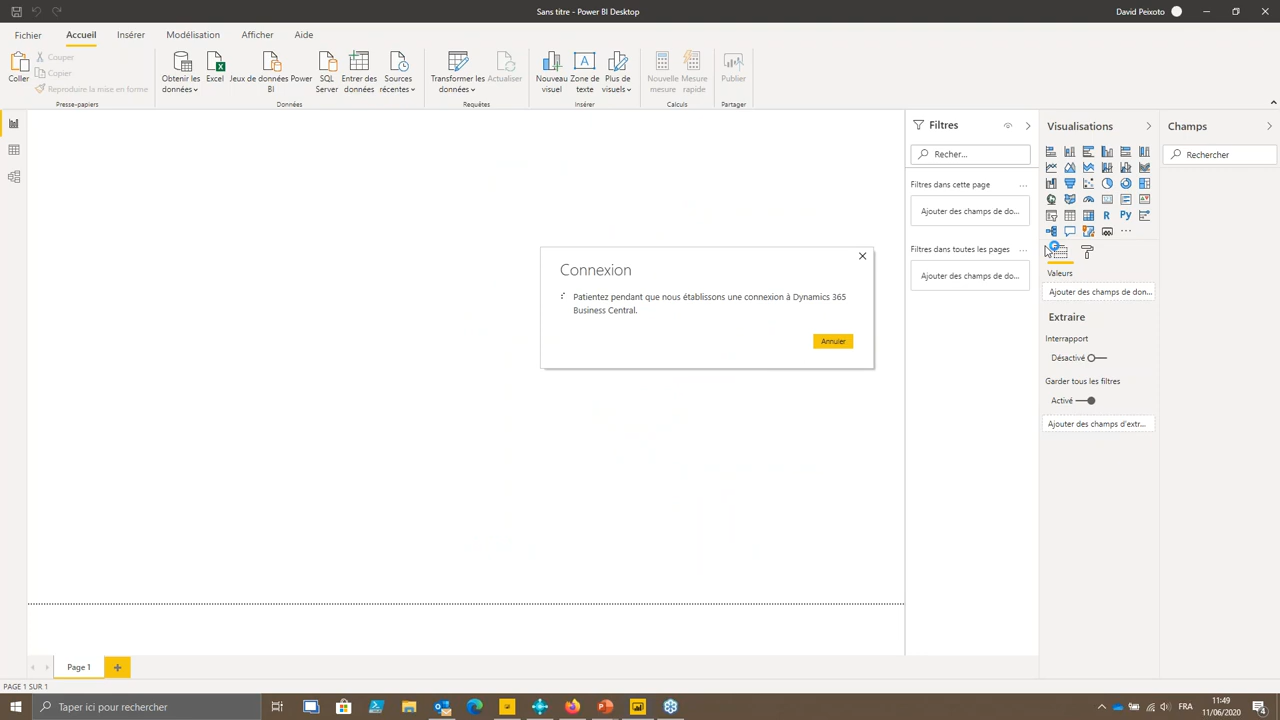 Sans titre - Power BI Desktop
David Peixoto
Fichier
Accueil
Insérer
Modélisation
Afficher
Aide
Coller
Couper
Copier
Reproduire la mise en forme
Presse-papiers
Obtenir les données
Excel
Jeux de données Power BI
SQL Server
Entrer des données
Sources récentes
Données
Transformer les données
Actualiser
Requêtes
Nouveau visuel
Zone de texte
Plus de visuels
Insérer
Nouvelle mesure
Mesure rapide
Calculs
Publier
Partager
Filtres
Recher...
Filtres dans cette page
...
Ajouter des champs de do...
Filtres dans toutes les pages
...
Ajouter des champs de do...
Visualisations
R
Py
...
Valeurs
Ajouter des champs de don...
Extraire
Interrapport
Désactivé
Garder tous les filtres
Activé
Ajouter des champs d'extr...
Champs
Rechercher
Connexion
Patientez pendant que nous établissons une connexion à Dynamics 365
Business Central.
Annuler
Page 1
PAGE 1 SUR 1
Taper ici pour rechercher
FRA
11:49
11/06/2020
4